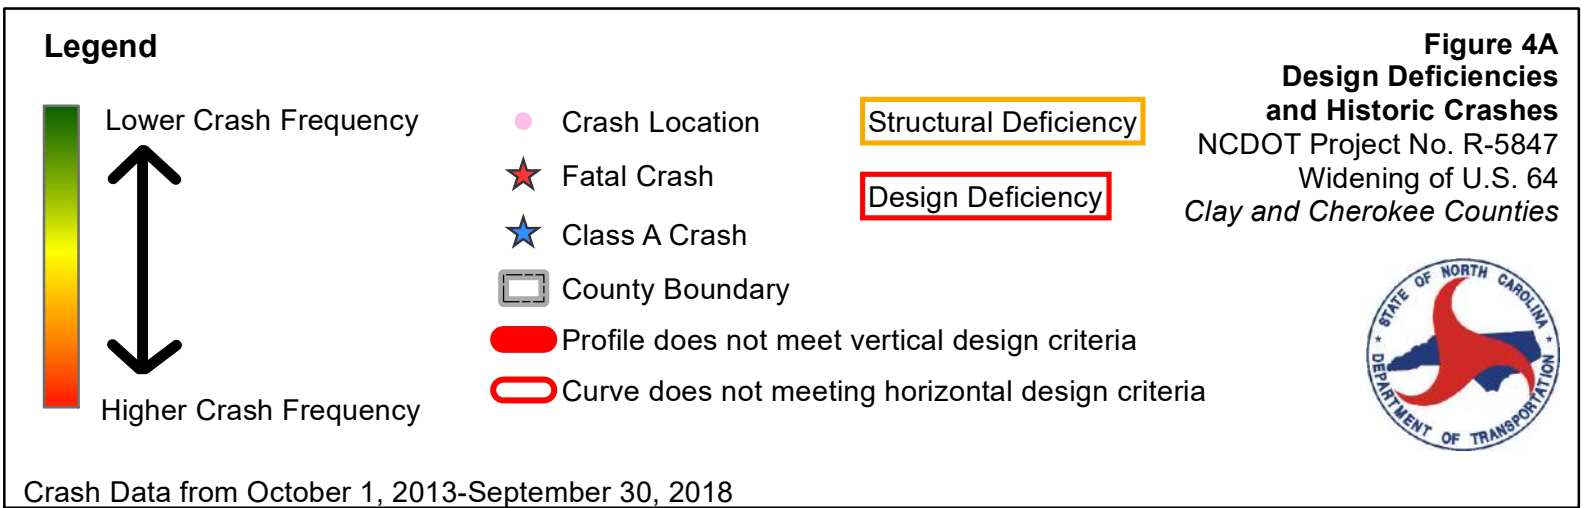 Legend
Lower Crash Frequency
Higher Crash Frequency
Crash Location
Fatal Crash
Class A Crash
County Boundary
Profile does not meet vertical design criteria
Curve does not meeting horizontal design criteria
Structural Deficiency
Design Deficiency
Figure 4A
Design Deficiencies
and Historic Crashes
NCDOT Project No. R-5847
Widening of U.S. 64
Clay and Cherokee Counties
STATE OF NORTH CAROLINA
DEPARTMENT OF TRANSPORTATION
Crash Data from October 1, 2013-September 30, 2018